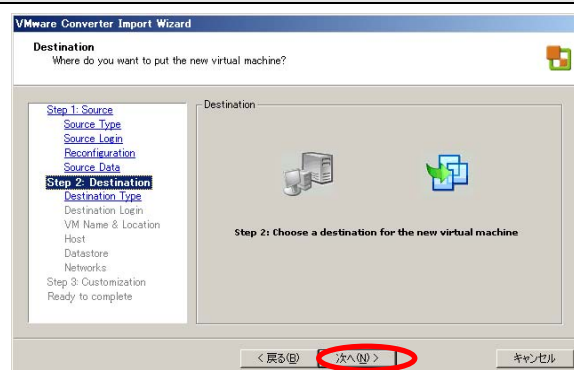 VMware Converter Import Wizard
Destination
Where do you want to put the new virtual machine?
Step 1: Source
Source Type
Source Login
Reconfiguration
Source Data
Step 2: Destination
Destination Type
Destination Login
VM Name & Location
Host
Datastore
Networks
Step 3: Customization
Ready to complete
Destination
Step 2: Choose a destination for the new virtual machine
< 戻る(B)
次へ(N) >
キャンセル